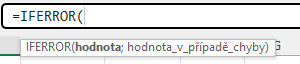 =IFERROR(
IFERROR(hodnota; hodnota_v_případě_chyby)
G